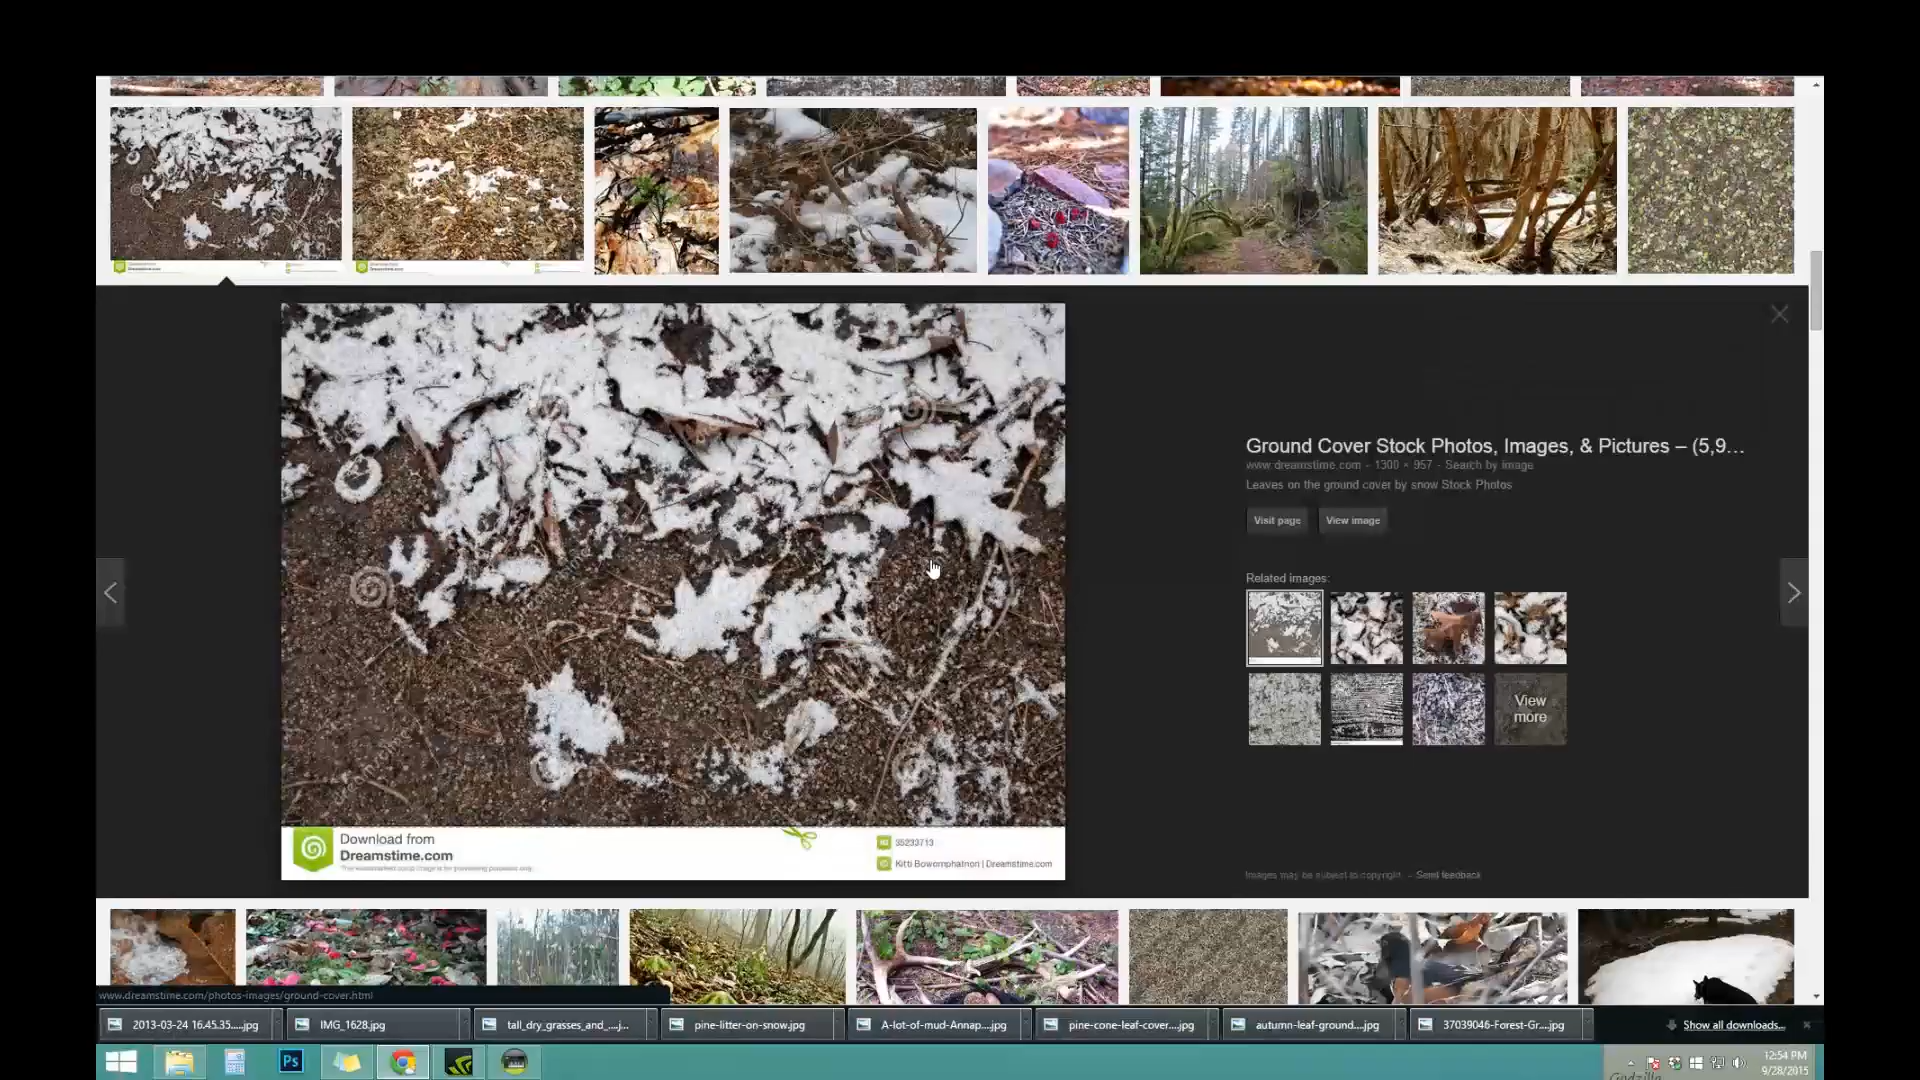 Ground Cover Stock Photos, Images, & Pictures – (5,9...
www.dreamstime.com - 1300 × 957 - Search by image
Leaves on the ground cover by snow Stock Photos
Visit page
View image
Related images:
View more
Download from
Dreamstime.com
35233713
Kitti Bowornphatnon | Dreamstime.com
Images may be subject to copyright. - Send feedback
www.dreamstime.com/photos-images/ground-cover.html
2013-03-24 16.45.35....jpg
IMG_1628.jpg
tall_dry_grasses_and_....j...
pine-litter-on-snow.jpg
A-lot-of-mud-Annap....jpg
pine-cone-leaf-cover....jpg
autumn-leaf-ground....jpg
37039046-Forest-Gr....jpg
Show all downloads...
Ps
12:54 PM
9/28/2015
Godzilla